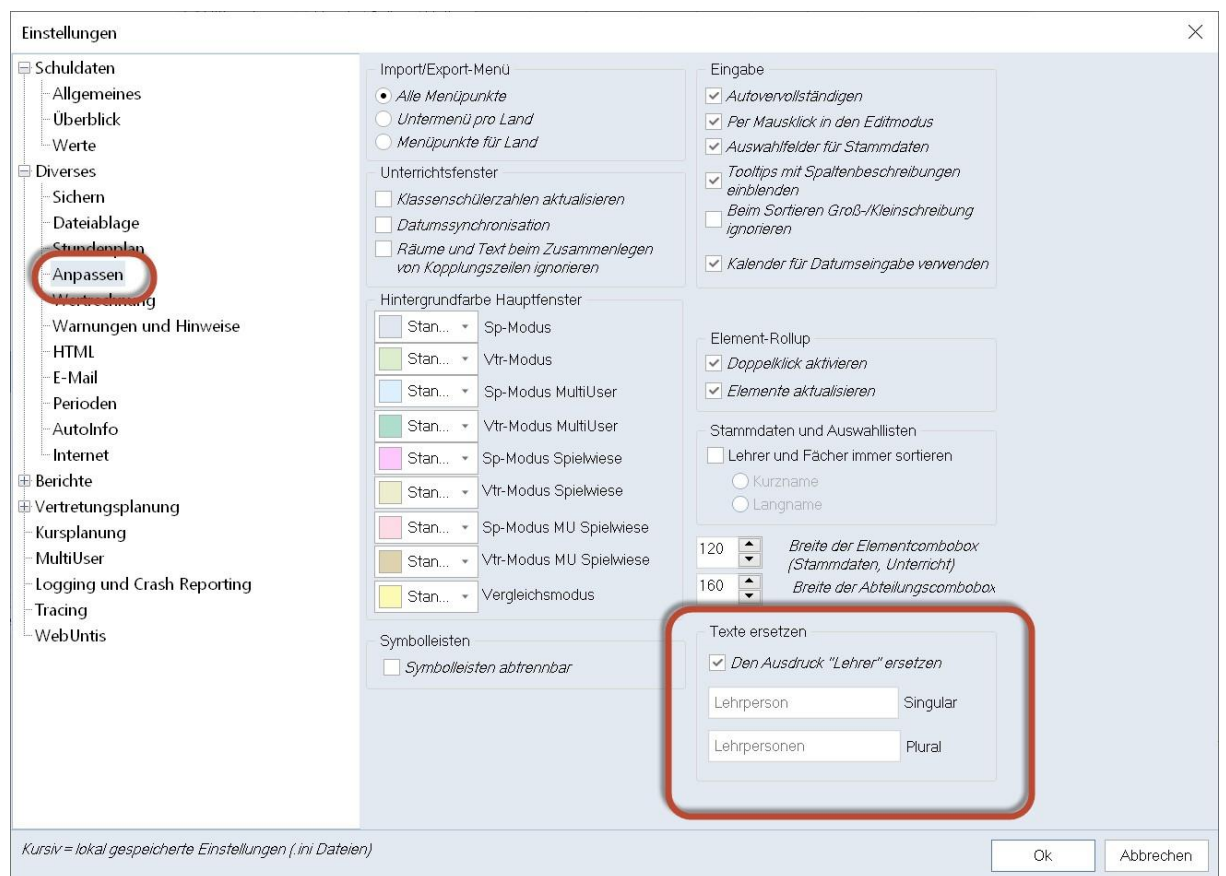 Einstellungen
Schuldaten
Allgemeines
Überblick
Werte
Diverses
Sichern
Dateiablage
Stundenplan
Anpassen
Wertrechnung
Warnungen und Hinweise
HTML
E-Mail
Perioden
AutoInfo
Internet
Berichte
Vertretungsplanung
Kursplanung
MultiUser
Logging und Crash Reporting
Tracing
WebUntis
Import/Export-Menü
Alle Menüpunkte
Untermenü pro Land
Menüpunkte für Land
Unterrichtsfenster
Klassenschülerzahlen aktualisieren
Datumssynchronisation
Räume und Text beim Zusammenlegen
von Kopplungszeilen ignorieren
Hintergrundfarbe Hauptfenster
Stan... Sp-Modus
Stan... Vtr-Modus
Stan... Sp-Modus MultiUser
Stan... Vtr-Modus MultiUser
Stan... Sp-Modus Spielwiese
Stan... Vtr-Modus Spielwiese
Stan... Sp-Modus MU Spielwiese
Stan... Vtr-Modus MU Spielwiese
Stan... Vergleichsmodus
Symbolleisten
Symbolleisten abtrennbar
Eingabe
Autovervollständigen
Per Mausklick in den Editmodus
Auswahlfelder für Stammdaten
Tooltips mit Spaltenbeschreibungen
einblenden
Beim Sortieren Groß-/Kleinschreibung
ignorieren
Kalender für Datumseingabe verwenden
Element-Rollup
Doppelklick aktivieren
Elemente aktualisieren
Stammdaten und Auswahllisten
Lehrer und Fächer immer sortieren
Kurzname
Langname
120 Breite der Elementcombobox
(Stammdaten, Unterricht)
160 Breite der Abteilungscombobox
Texte ersetzen
Den Ausdruck "Lehrer" ersetzen
Lehrperson Singular
Lehrpersonen Plural
Kursiv = lokal gespeicherte Einstellungen (.ini Dateien)
Ok Abbrechen